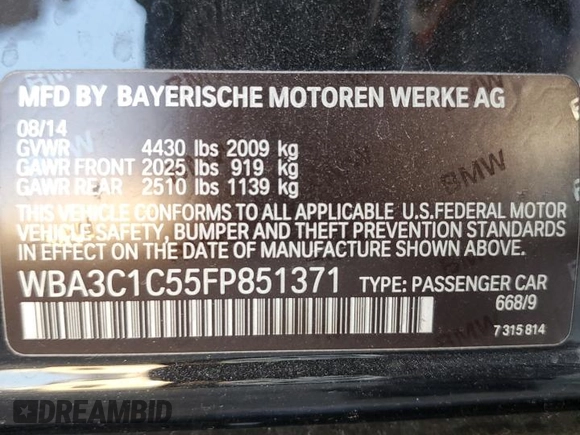 MFD BY BAYERISCHE MOTOREN WERKE AG
08/14
GVWR 4430 lbs 2009 kg
GAWR FRONT 2025 lbs 919 kg
GAWR REAR 2510 lbs 1139 kg
THIS VEHICLE CONFORMS TO ALL APPLICABLE U.S.FEDERAL MOTOR
VEHICLE SAFETY, BUMPER AND THEFT PREVENTION STANDARDS
IN EFFECT ON THE DATE OF MANUFACTURE SHOWN ABOVE.
WBA3C1C55FP851371 TYPE: PASSENGER CAR
668/9
7 315 814
BMW
BMW
BMW
DREAMBID